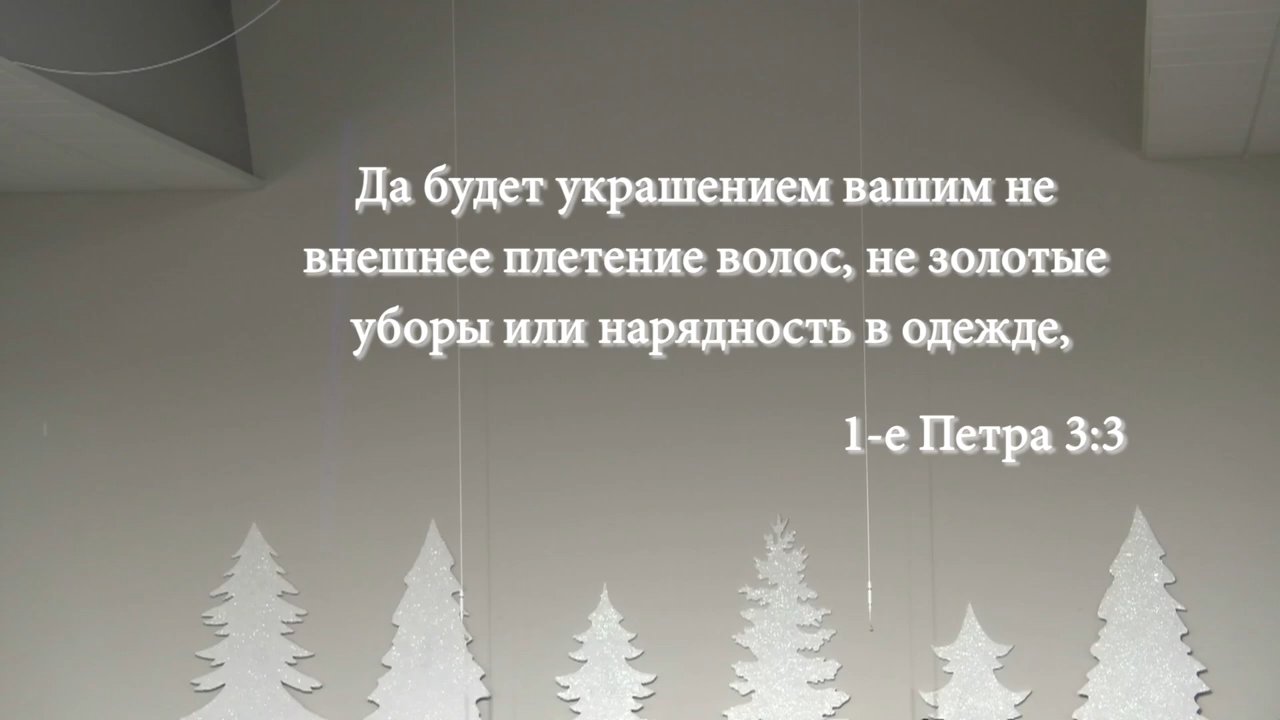 Да будет украшением вашим не
внешнее плетение волос, не золотые
уборы или нарядность в одежде,
1-е Петра 3:3